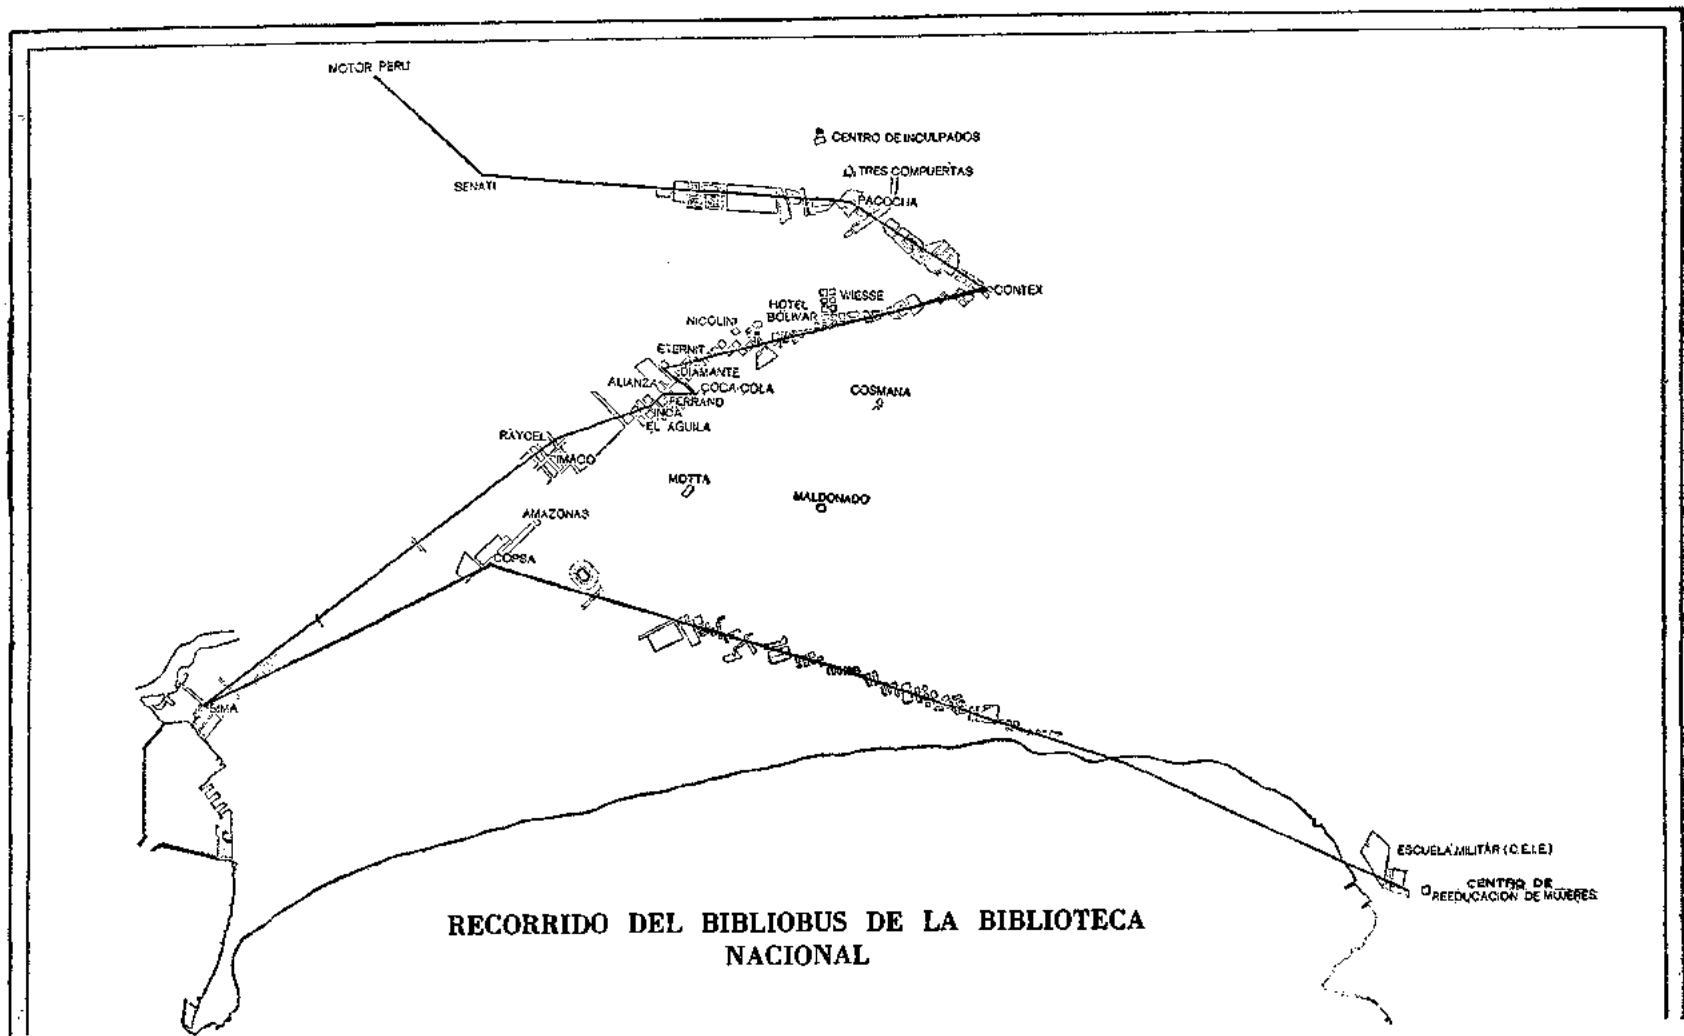 MOTOR PERU
CENTRO DE INCULPADOS
TRES COMPUERTAS
SENATI
PACOCHA
CONTEX
WIESSE
HOTEL
BOLIVAR
NICOLINI
ETERNIT
DIAMANTE
ALIANZA
COCA-COLA
COSMANA
FERRAND
INCA
EL AGUILA
RAYCEL
IMACO
MOTTA
MALDONADO
AMAZONAS
COPSA
SIMA
ESCUELA MILITAR (C.E.I.E.)
CENTRO DE
REEDUCACION DE MUJERES
RECORRIDO DEL BIBLIOBUS DE LA BIBLIOTECA
NACIONAL